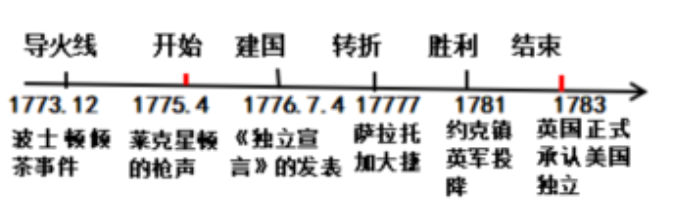 导火线 开始 建国 转折 胜利 结束
1773.12 1775.4 1776.7.4 17777 1781 1783
波士顿倾
茶事件
莱克星顿
的枪声
《独立宣
言》的发表
萨拉托
加大捷
约克镇
英军投
降
英国正式
承认美国
独立